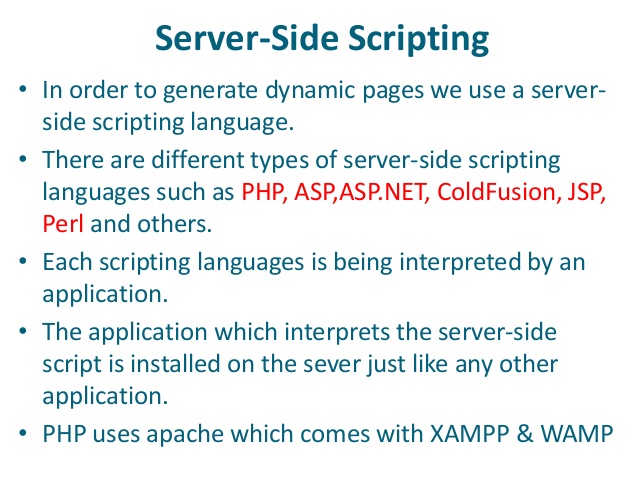 Server-Side Scripting
• In order to generate dynamic pages we use a server-
side scripting language.
• There are different types of server-side scripting
languages such as PHP, ASP,ASP.NET, ColdFusion, JSP,
Perl and others.
• Each scripting languages is being interpreted by an
application.
• The application which interprets the server-side
script is installed on the sever just like any other
application.
• PHP uses apache which comes with XAMPP & WAMP